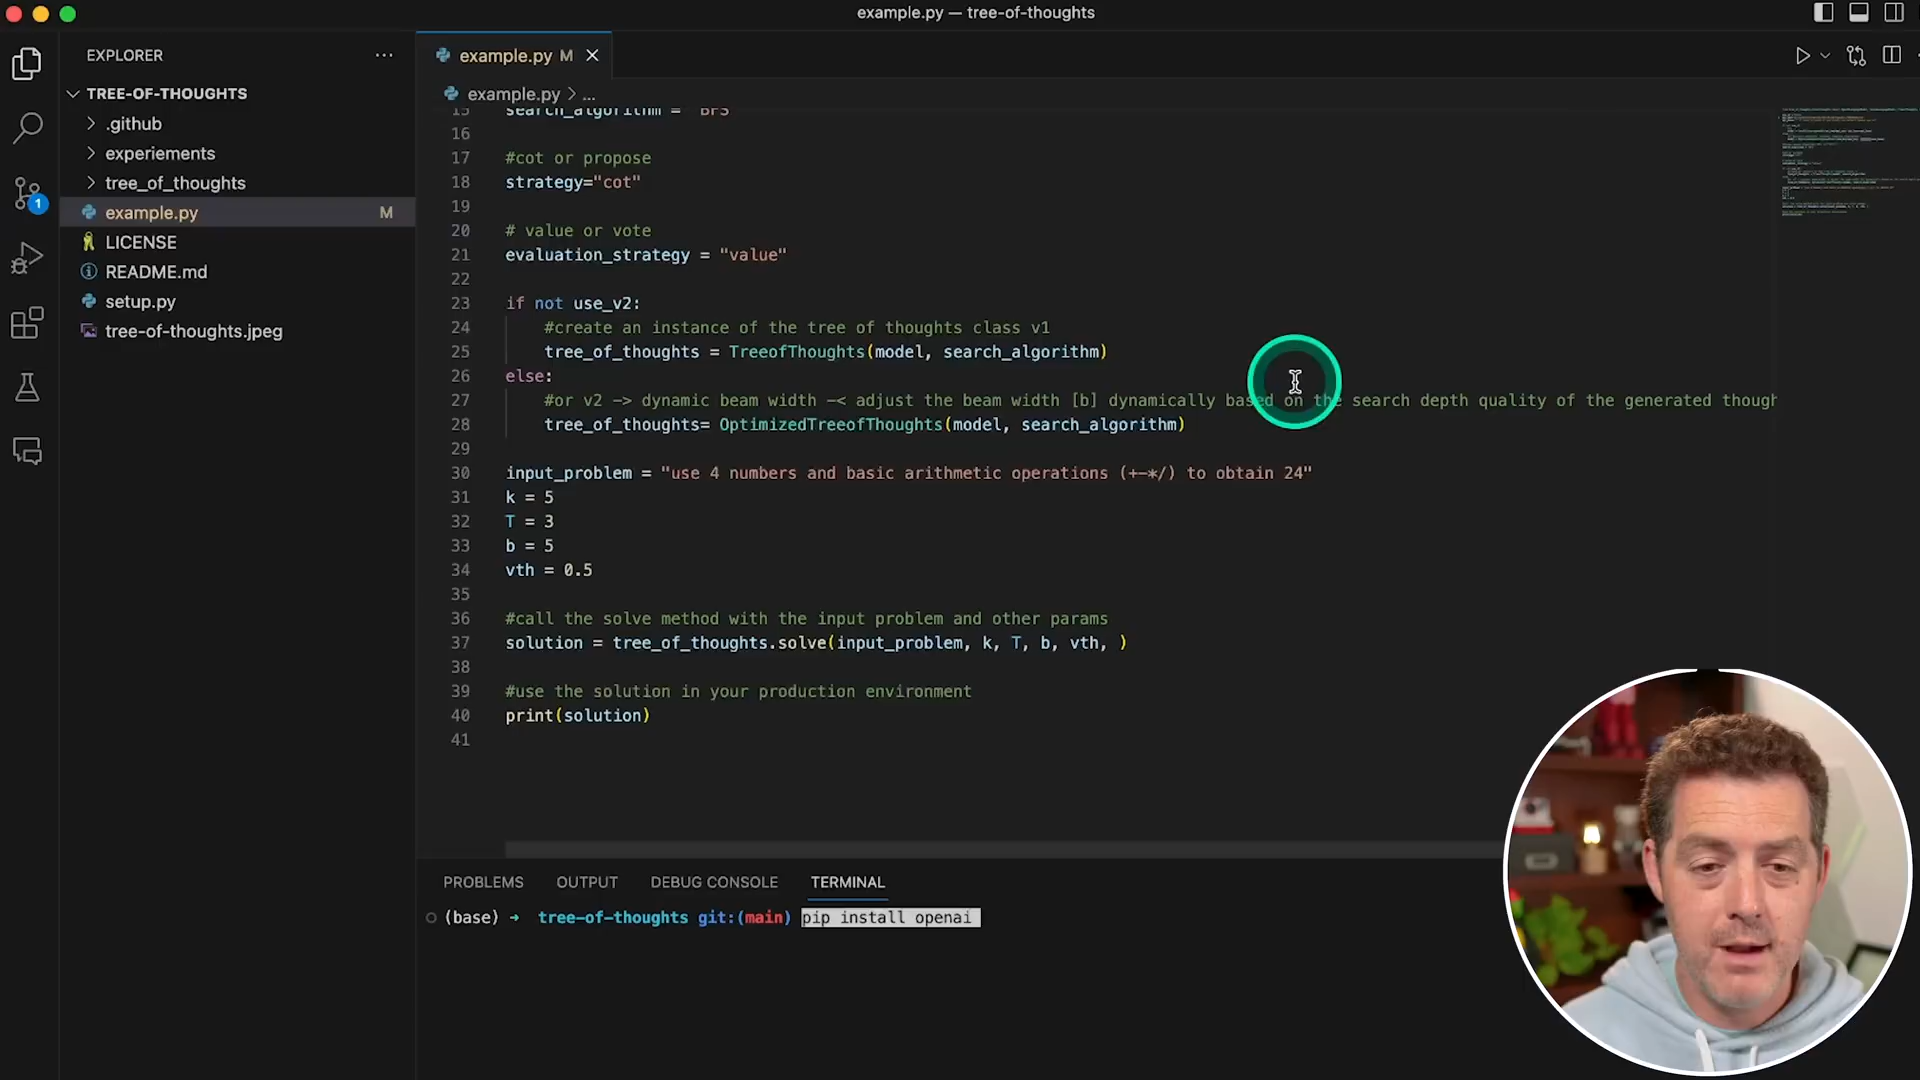 example.py — tree-of-thoughts
EXPLORER
TREE-OF-THOUGHTS
.github
experiements
tree_of_thoughts
example.py M
LICENSE
README.md
setup.py
tree-of-thoughts.jpeg
1
example.py M
example.py > ...
15 search_algorithm = "BFS"
16
17 #cot or propose
18 strategy="cot"
19
20 # value or vote
21 evaluation_strategy = "value"
22
23 if not use_v2:
24 #create an instance of the tree of thoughts class v1
25 tree_of_thoughts = TreeofThoughts(model, search_algorithm)
26 else:
27 #or v2 -> dynamic beam width -< adjust the beam width [b] dynamically based on the search depth quality of the generated though
28 tree_of_thoughts= OptimizedTreeofThoughts(model, search_algorithm)
29
30 input_problem = "use 4 numbers and basic arithmetic operations (+-*/) to obtain 24"
31 k = 5
32 T = 3
33 b = 5
34 vth = 0.5
35
36 #call the solve method with the input problem and other params
37 solution = tree_of_thoughts.solve(input_problem, k, T, b, vth, )
38
39 #use the solution in your production environment
40 print(solution)
41
PROBLEMS OUTPUT DEBUG CONSOLE TERMINAL
(base) → tree-of-thoughts git:(main) pip install openai